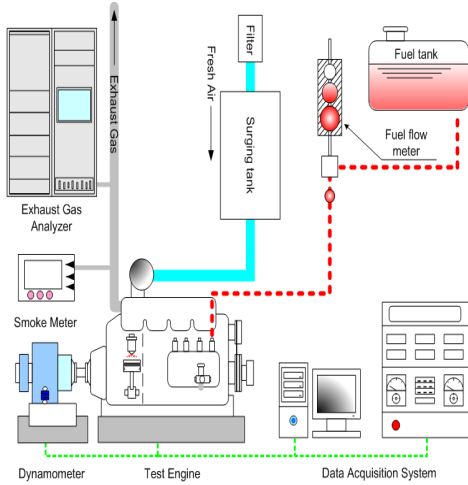 Filter
Fresh Air
Exhaust Gas
Surging tank
Fuel tank
Fuel flow
meter
Exhaust Gas
Analyzer
Smoke Meter
Dynamometer
Test Engine
Data Acquisition System